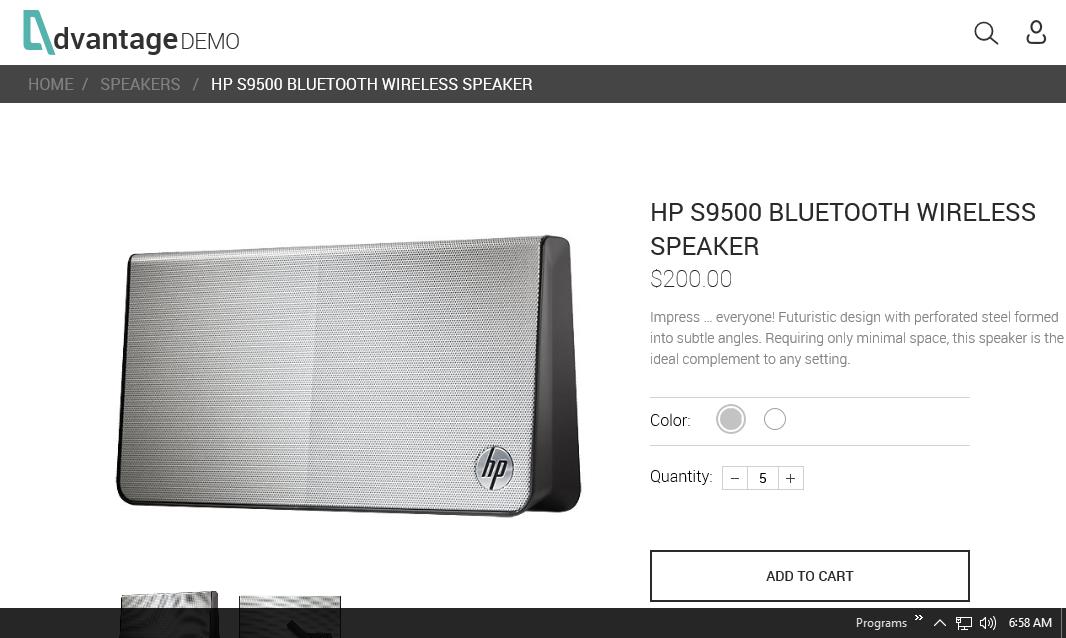 dvantage DEMO
HOME / SPEAKERS / HP S9500 BLUETOOTH WIRELESS SPEAKER
HP S9500 BLUETOOTH WIRELESS
SPEAKER
$200.00
Impress ... everyone! Futuristic design with perforated steel formed
into subtle angles. Requiring only minimal space, this speaker is the
ideal complement to any setting.
Color:
Quantity: − 5 +
hp
ADD TO CART
Programs » 6:58 AM